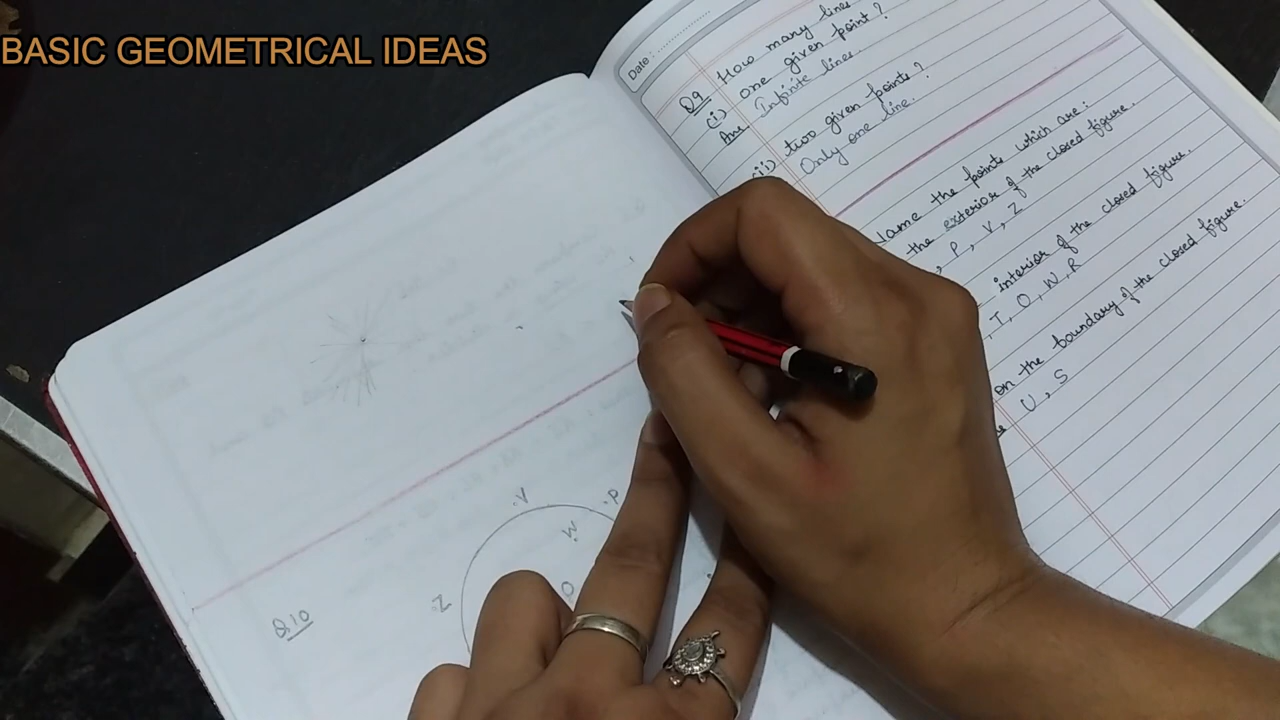 BASIC GEOMETRICAL IDEAS
Date :
Q9 How many lines
(i) one given point?
Ans Infinite lines.
(ii) two given points?
Only one line.
Name the points which are:
the exterior of the closed figure.
, P, V, Z
interior of the closed figure.
, T, O, W, R
on the boundary of the closed figure.
U, S
Q.10
V
P
W
O
Z